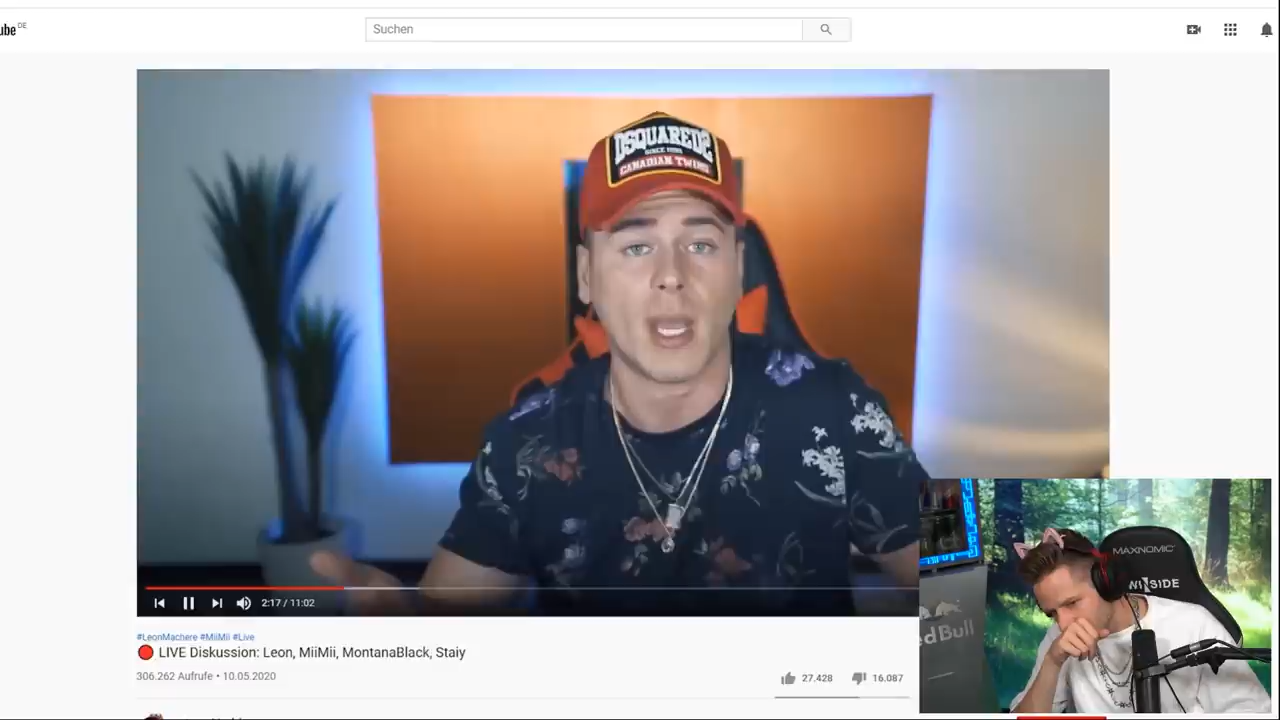 ube DE
Suchen
DSQUARED2
SINCE 1995
CANADIAN TWINS
2:17 / 11:02
MAXNOMIC
dBull
#LeonMachere #MiiMii #Live
LIVE Diskussion: Leon, MiiMii, MontanaBlack, Staiy
306.262 Aufrufe • 10.05.2020
27.428
16.087